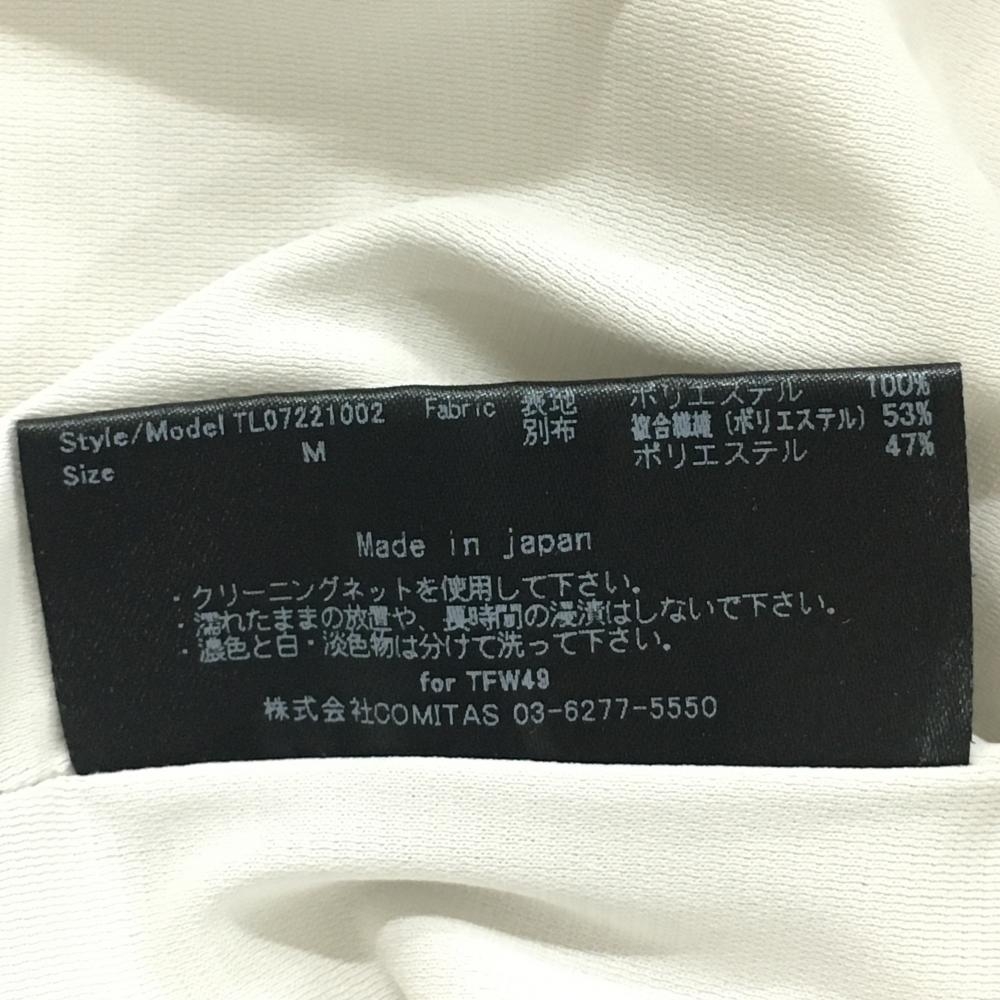 Style/Model TL07221002 Fabric 表地 ポリエステル 100%
Size M 別布 複合繊維 (ポリエステル) 53%
ポリエステル 47%
Made in japan
・クリーニングネットを使用して下さい。
・濡れたままの放置や、長時間の浸漬はしないで下さい。
・濃色と白・淡色物は分けて洗って下さい。
for TFW49
株式会社COMITAS 03-6277-5550